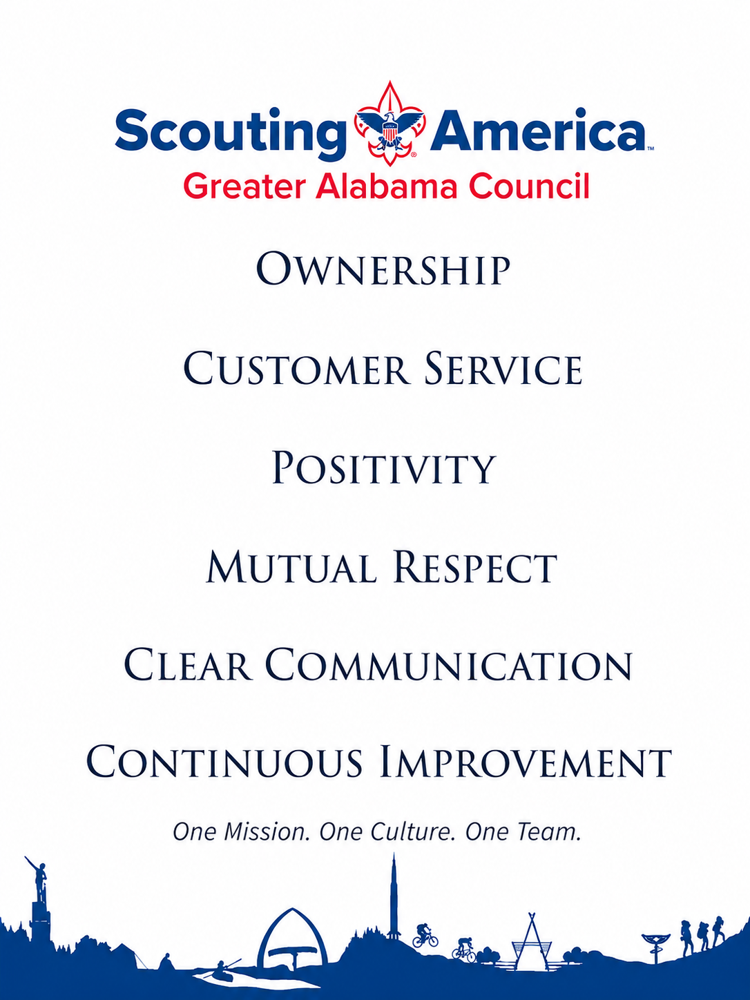 Scouting America™
Greater Alabama Council
OWNERSHIP
CUSTOMER SERVICE
POSITIVITY
MUTUAL RESPECT
CLEAR COMMUNICATION
CONTINUOUS IMPROVEMENT
One Mission. One Culture. One Team.